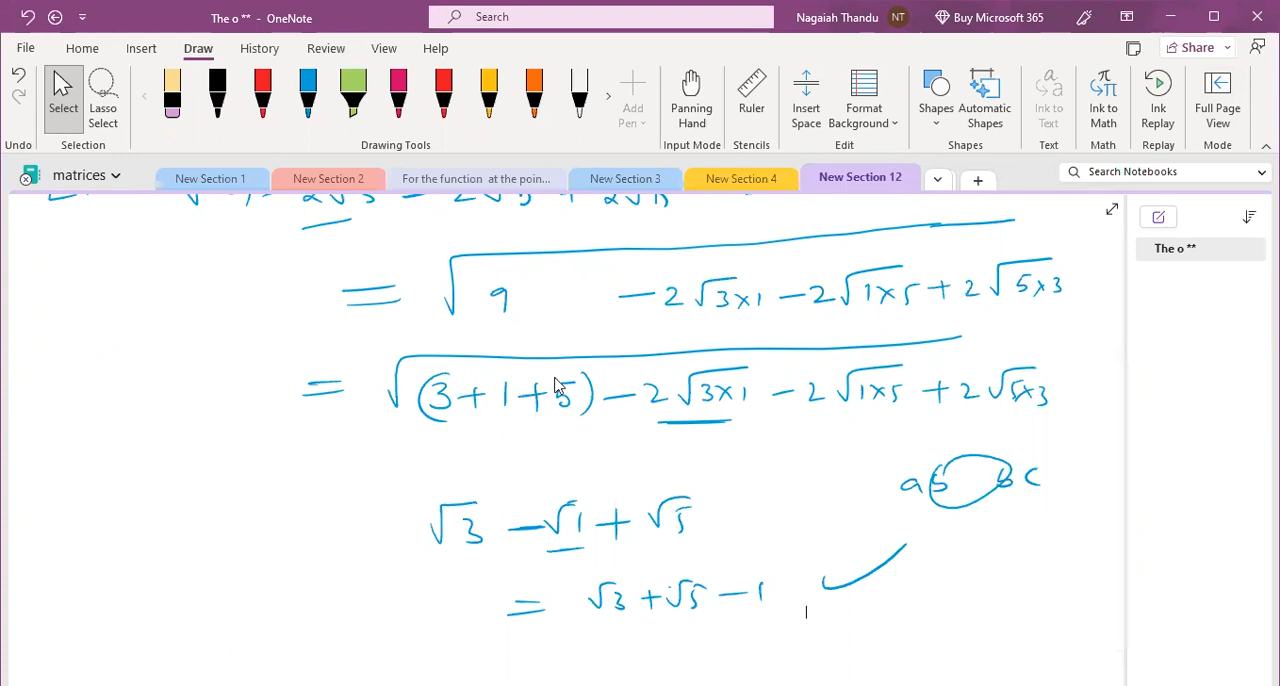 The o ** - OneNote
Search
Nagaiah Thandu NT
Buy Microsoft 365
File Home Insert Draw History Review View Help
Share
Select
Lasso Select
Add Pen
Panning Hand
Ruler
Insert Space
Format Background
Shapes
Automatic Shapes
Ink to Text
Ink to Math
Ink Replay
Full Page View
Undo Selection Drawing Tools Input Mode Stencils Edit Shapes Text Math Replay Mode
matrices New Section 1 New Section 2 For the function at the poin... New Section 3 New Section 4 New Section 12 + Search Notebooks
The o **
= √(9 - 2√3×1 - 2√1×5 + 2√5×3)
= √((3+1+5) - 2√3×1 - 2√1×5 + 2√5×3)
ab bc
√3 - √1 + √5
= √3 + √5 - 1